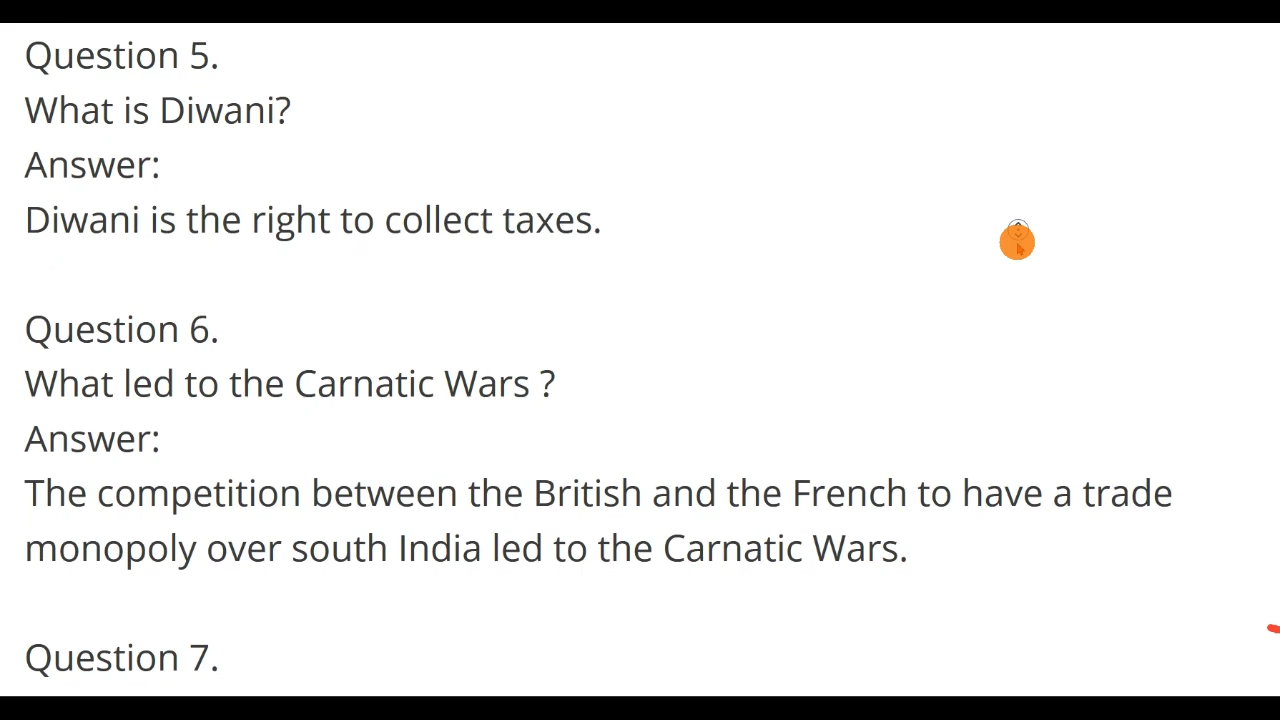 Question 5.
What is Diwani?
Answer:
Diwani is the right to collect taxes.
Question 6.
What led to the Carnatic Wars ?
Answer:
The competition between the British and the French to have a trade
monopoly over south India led to the Carnatic Wars.
Question 7.